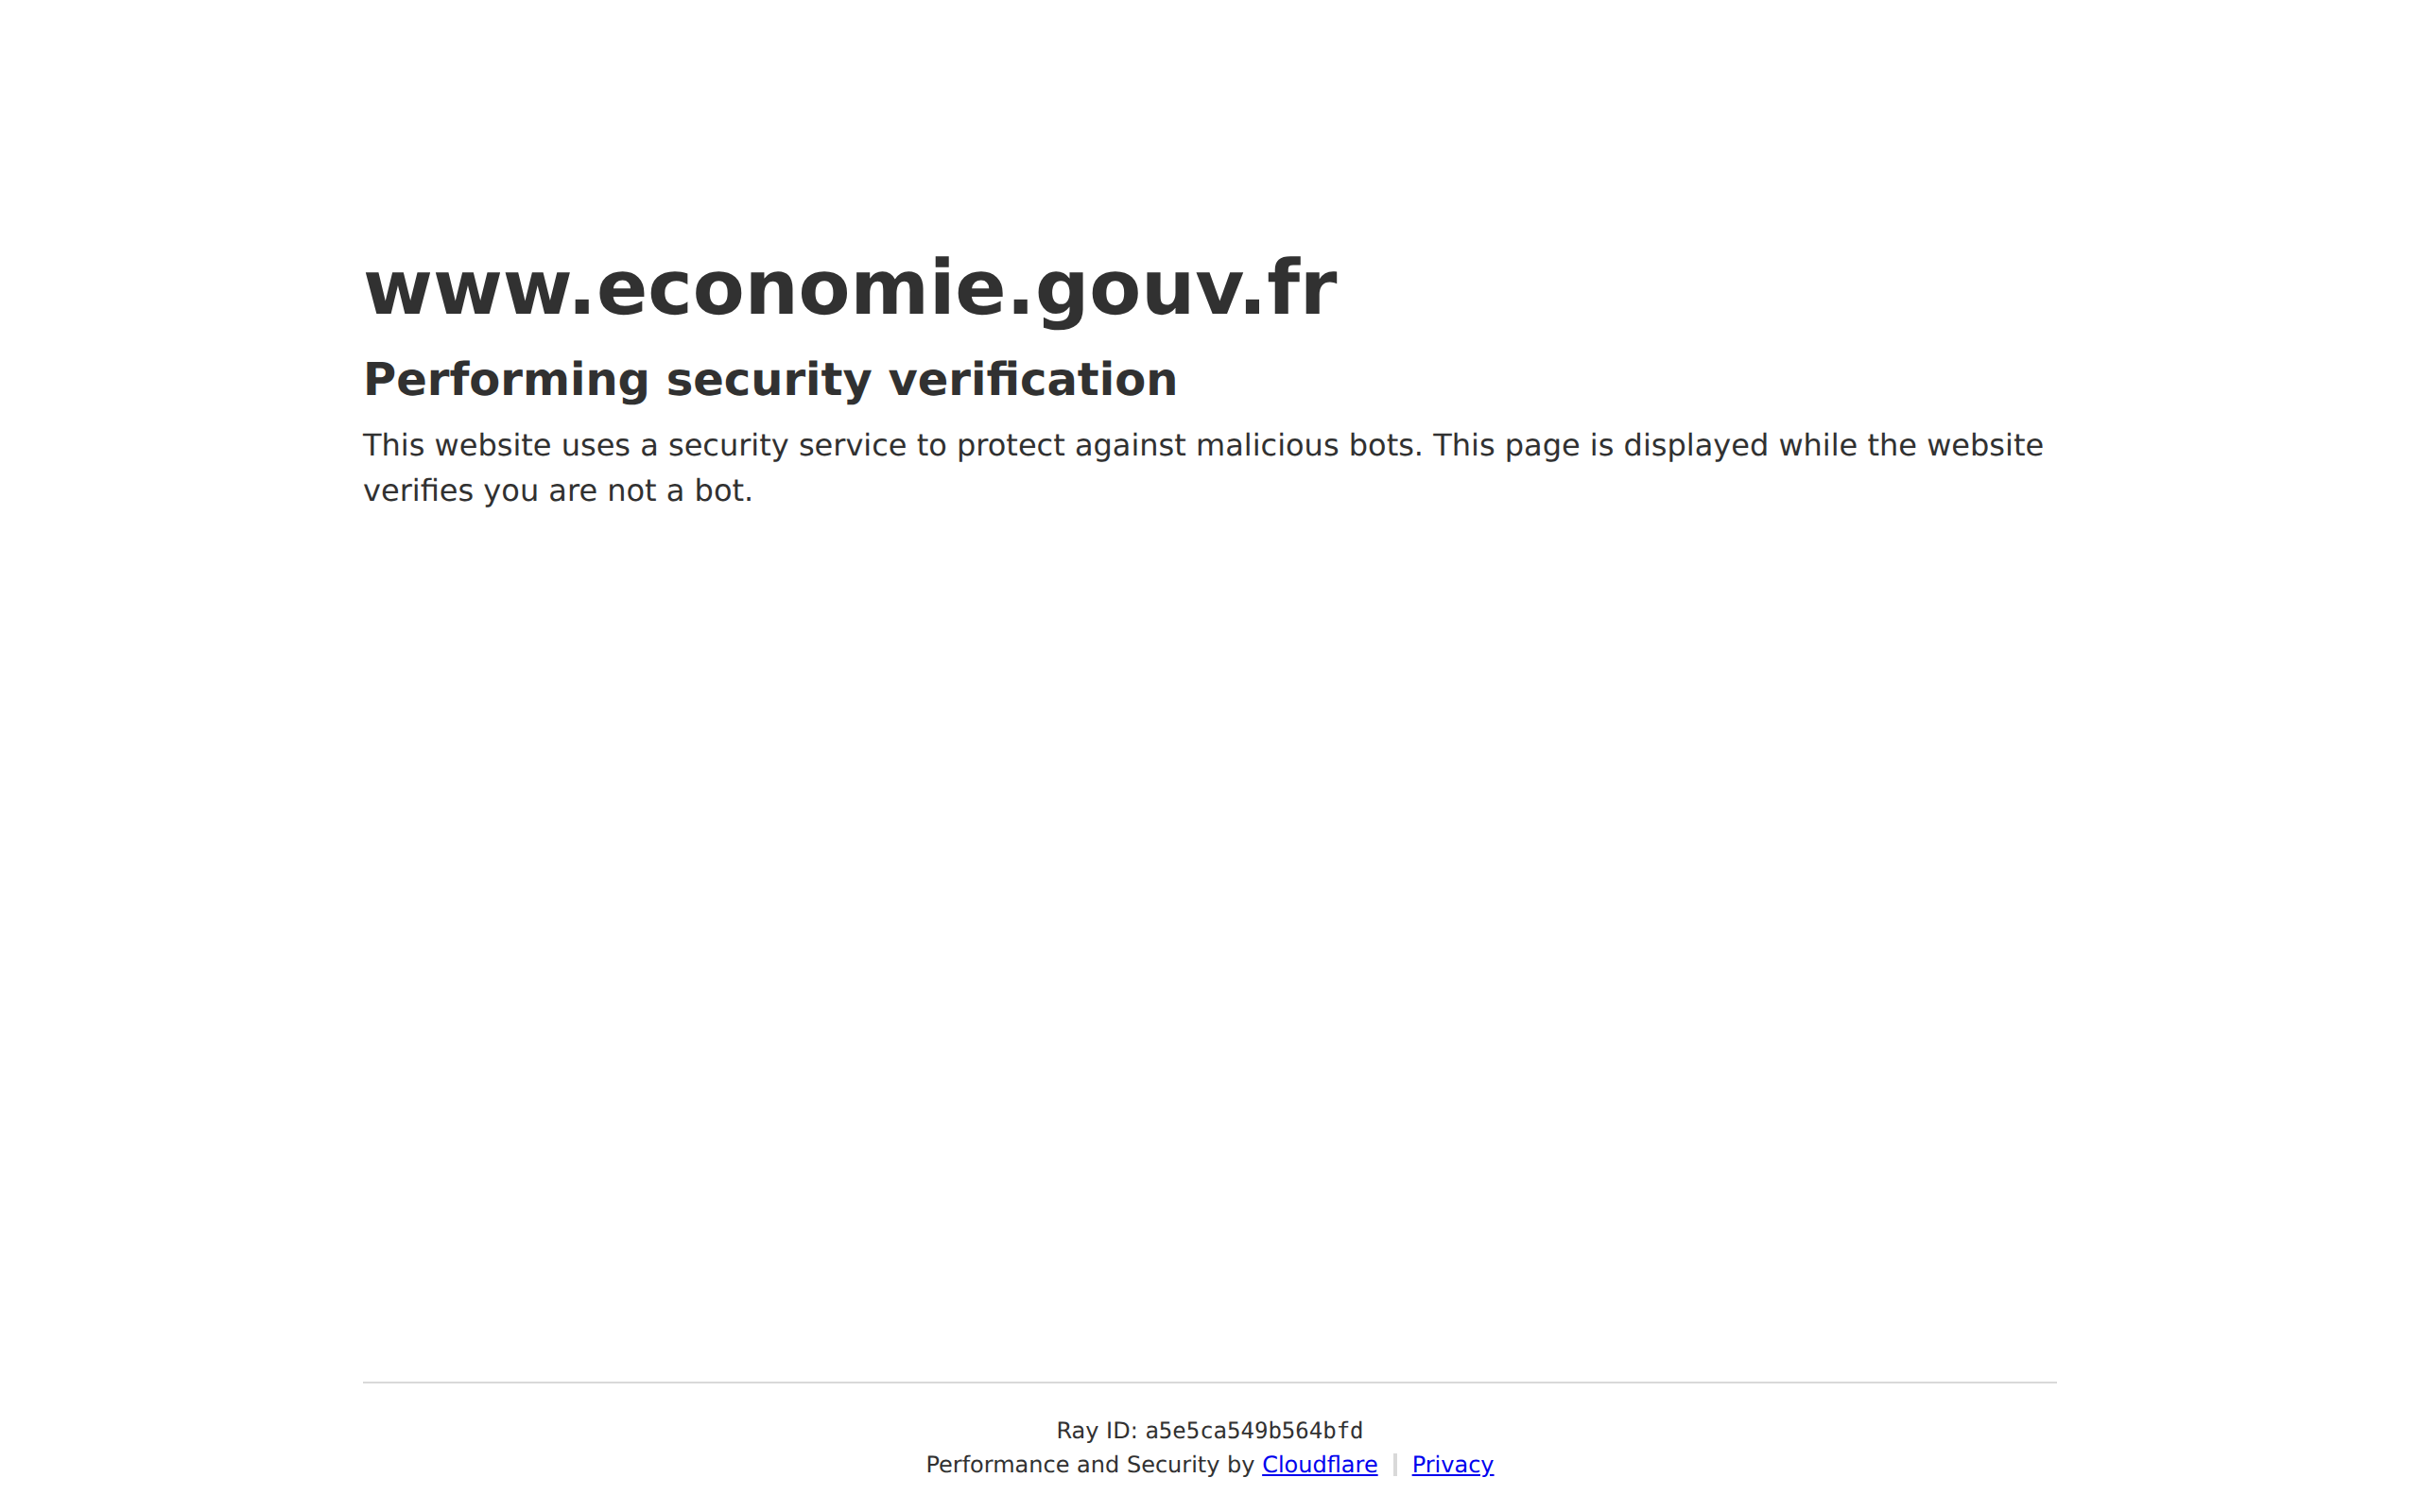 www.economie.gouv.fr
Performing security verification
This website uses a security service to protect against malicious bots. This page is displayed while the website
verifies you are not a bot.
Ray ID: a5e5ca549b564bfd
Performance and Security by Cloudflare | Privacy